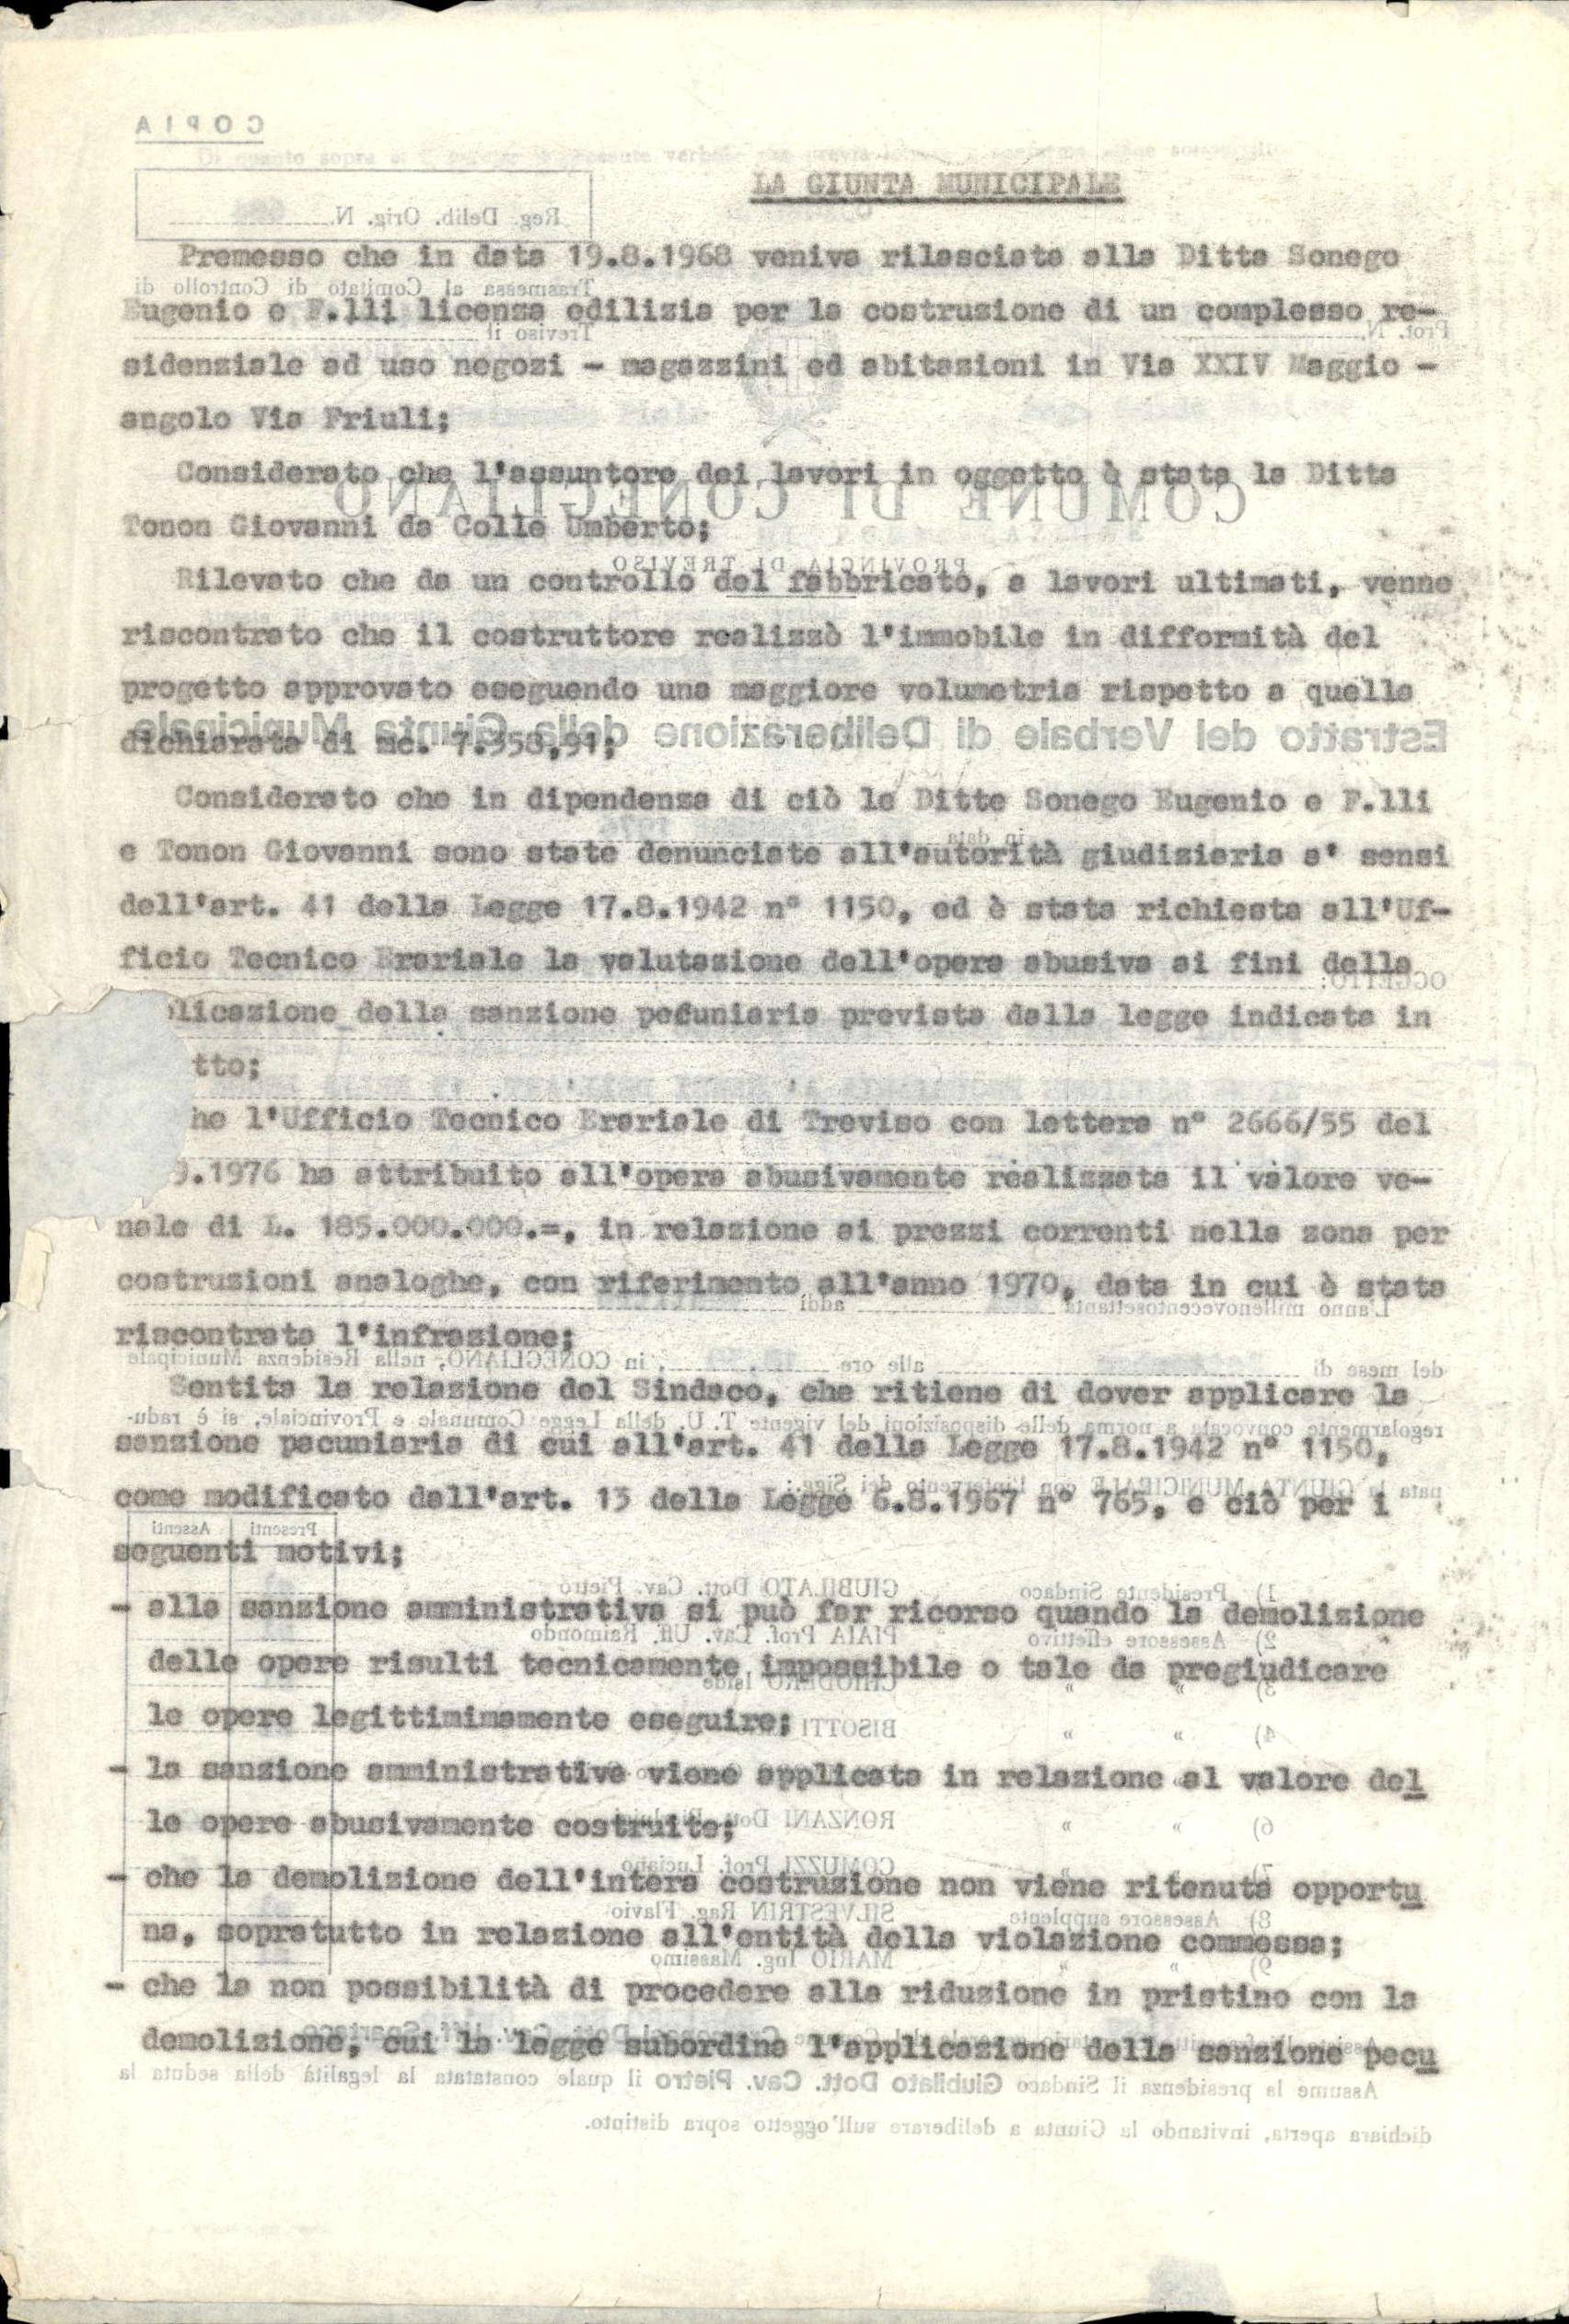 LA GIUNTA MUNICIPALE
Premesso che in data 19.8.1968 veniva rilasciata alla Ditta Sonego
Eugenio e F.lli licenza edilizia per la costruzione di un complesso re-
sidenziale ad uso negozi - magazzini ed abitazioni in Via XXIV Maggio -
angolo Via Friuli;
Considerato che l'assuntore dei lavori in oggetto è stata la Ditta
Tonon Giovanni da Colle Umberto;
Rilevato che da un controllo del fabbricato, a lavori ultimati, venne
riscontrato che il costruttore realizzò l'immobile in difformità del
progetto approvato eseguendo una maggiore volumetria rispetto a quella
dichiarata di mc. 7.358,91;
Considerato che in dipendenza di ciò le Ditte Sonego Eugenio e F.lli
e Tonon Giovanni sono state denunciate all'autorità giudiziaria a' sensi
dell'art. 41 della Legge 17.8.1942 n° 1150, ed è stata richiesta all'Uf-
ficio Tecnico Erariale la valutazione dell'opera abusiva ai fini della
plicazione della sanzione pecuniaria prevista dalla legge indicata in
tto;
he l'Ufficio Tecnico Erariale di Treviso con lettera n° 2666/55 del
9.1976 ha attribuito all'opera abusivamente realizzata il valore ve-
nale di L. 185.000.000.=, in relazione ai prezzi correnti nella zona per
costruzioni analoghe, con riferimento all'anno 1970, data in cui è stata
riscontrata l'infrazione;
Sentita la relazione del Sindaco, che ritiene di dover applicare la
sanzione pecuniaria di cui all'art. 41 della Legge 17.8.1942 n° 1150,
come modificato dall'art. 13 della Legge 6.8.1967 n° 765, e ciò per i
seguenti motivi;
- alla sanzione amministrativa si può far ricorso quando la demolizione
delle opere risulti tecnicamente impossibile o tale da pregiudicare
le opere legittimimamente eseguire;
- la sanzione amministrativa viene applicata in relazione al valore del
le opere abusivamente costruite;
- che la demolizione dell'intera costruzione non viene ritenuta opportu
na, sopratutto in relazione all'entità della violazione commessa;
- che la non possibilità di procedere alla riduzione in pristino con la
demolizione, cui la legge subordina l'applicazione della sanzione pecu